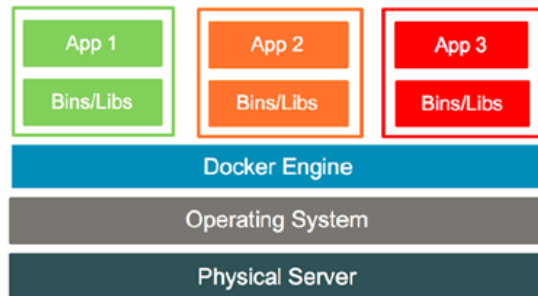 App 1
App 2
App 3
Bins/Libs
Bins/Libs
Bins/Libs
Docker Engine
Operating System
Physical Server